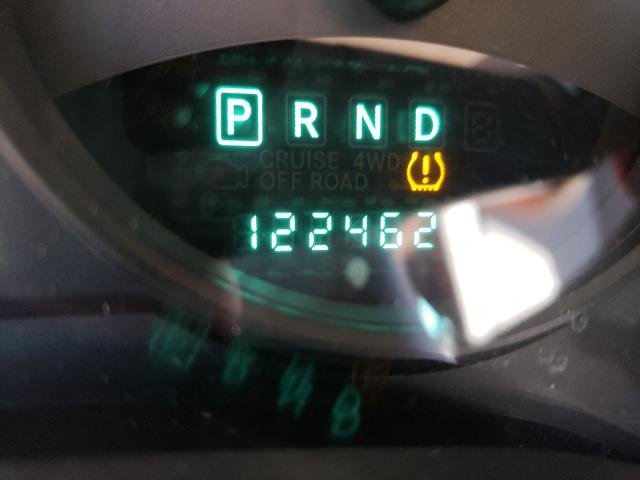 P R N D
CRUISE 4WD
OFF ROAD
122462